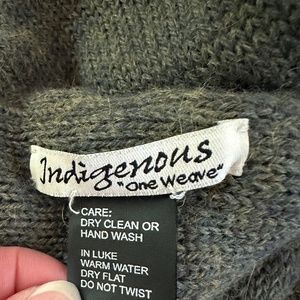 Indigenous
"One Weave"
CARE:
DRY CLEAN OR
HAND WASH
IN LUKE
WARM WATER
DRY FLAT
DO NOT TWIST